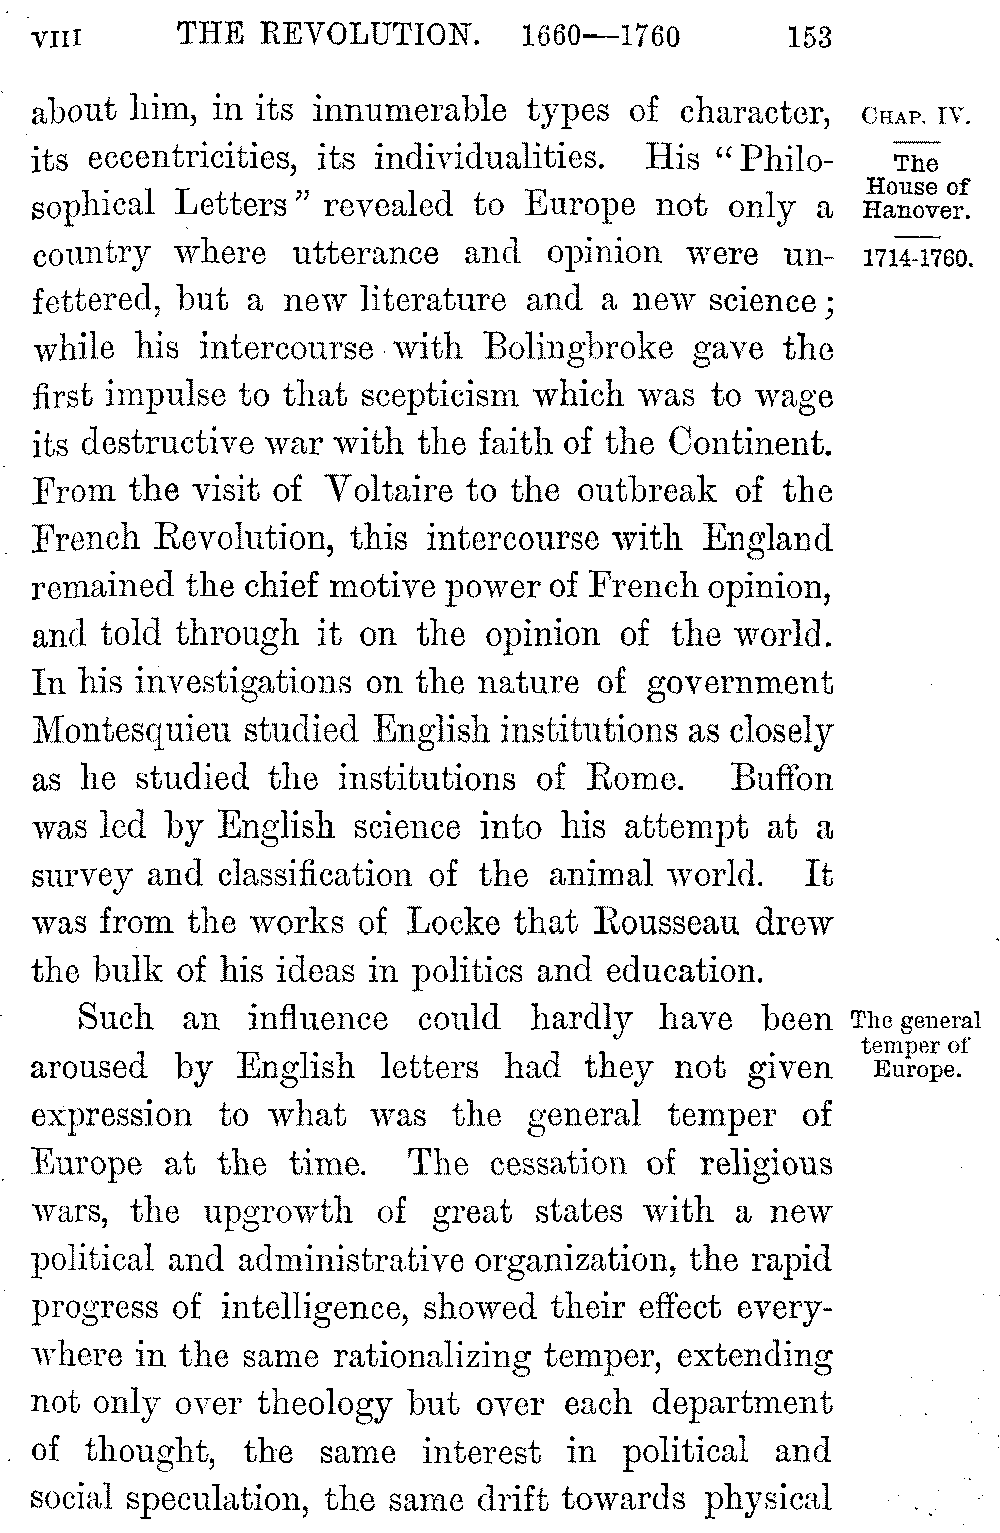 VIII THE REVOLUTION. 1660—1760 153
about him, in its innumerable types of character,
its eccentricities, its individualities. His “Philo-
sophical Letters” revealed to Europe not only a
country where utterance and opinion were un-
fettered, but a new literature and a new science;
while his intercourse with Bolingbroke gave the
first impulse to that scepticism which was to wage
its destructive war with the faith of the Continent.
From the visit of Voltaire to the outbreak of the
French Revolution, this intercourse with England
remained the chief motive power of French opinion,
and told through it on the opinion of the world.
In his investigations on the nature of government
Montesquieu studied English institutions as closely
as he studied the institutions of Rome. Buffon
was led by English science into his attempt at a
survey and classification of the animal world. It
was from the works of Locke that Rousseau drew
the bulk of his ideas in politics and education.
Such an influence could hardly have been
aroused by English letters had they not given
expression to what was the general temper of
Europe at the time. The cessation of religious
wars, the upgrowth of great states with a new
political and administrative organization, the rapid
progress of intelligence, showed their effect every-
where in the same rationalizing temper, extending
not only over theology but over each department
of thought, the same interest in political and
social speculation, the same drift towards physical
CHAP. IV.
The
House of
Hanover.
1714-1760.
The general
temper of
Europe.